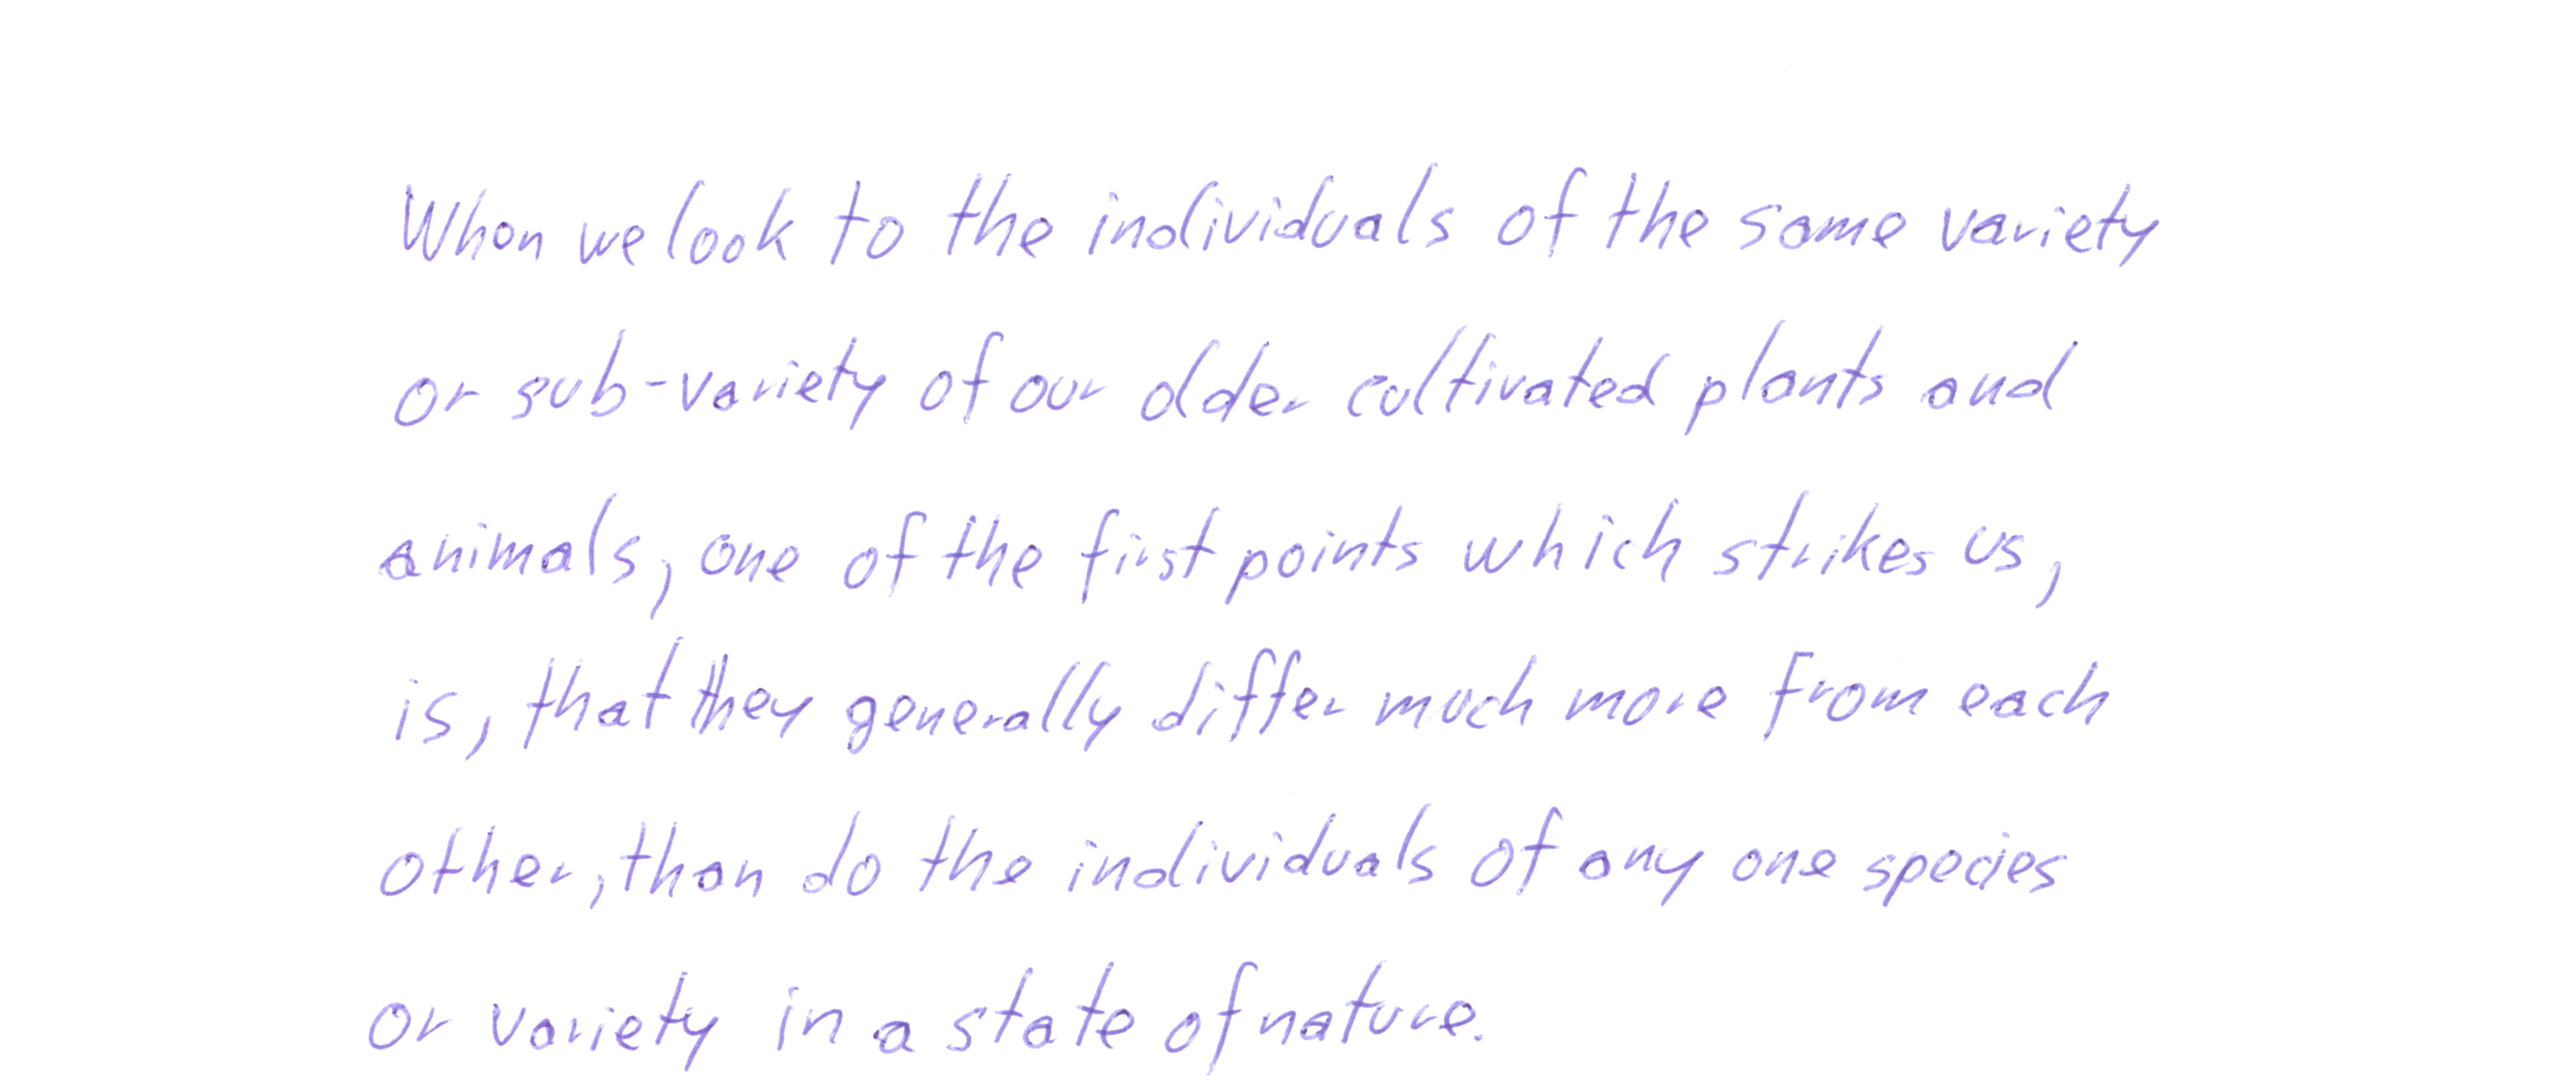 When we look to the individuals of the same variety
or sub-variety of our older cultivated plants and
animals, one of the first points which strikes us,
is, that they generally differ much more from each
other, than do the individuals of any one species
or variety in a state of nature.